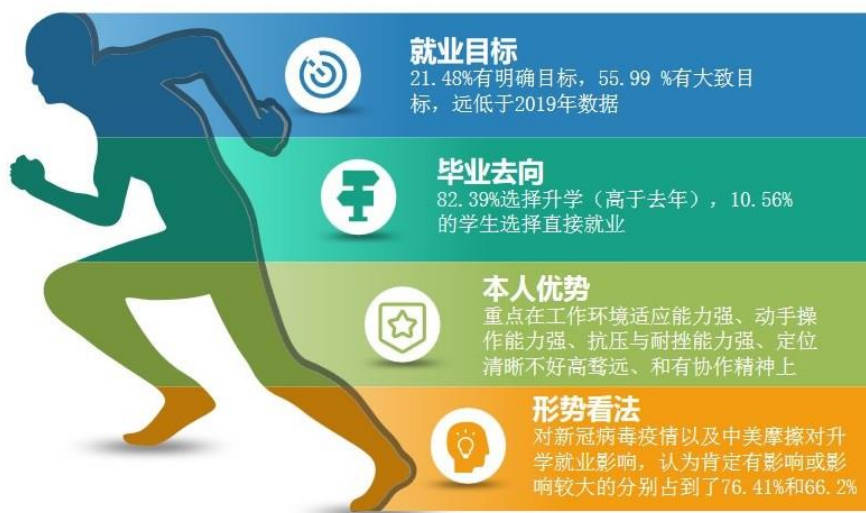 就业目标
21.48%有明确目标，55.99 %有大致目
标，远低于2019年数据
毕业去向
82.39%选择升学（高于去年），10.56%
的学生选择直接就业
本人优势
重点在工作环境适应能力强、动手操
作能力强、抗压与耐挫能力强、定位
清晰不好高骛远、和有协作精神上
形势看法
对新冠病毒疫情以及中美摩擦对升
学就业影响，认为肯定有影响或影
响较大的分别占到了76.41%和66.2%